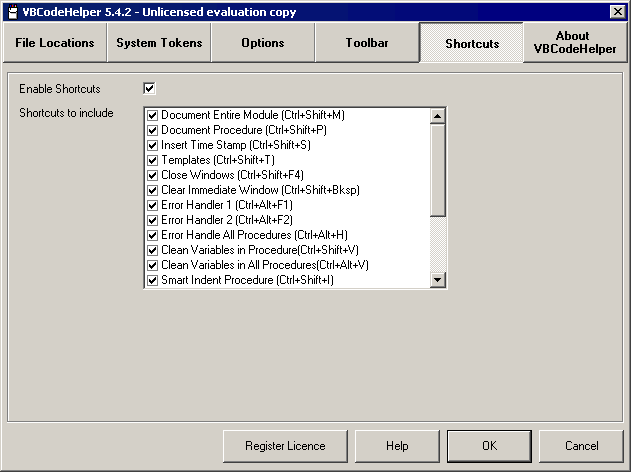 VBCodeHelper 5.4.2 - Unlicensed evaluation copy
File Locations
System Tokens
Options
Toolbar
Shortcuts
About
VBCodeHelper
Enable Shortcuts
Shortcuts to include
Document Entire Module (Ctrl+Shift+M)
Document Procedure (Ctrl+Shift+P)
Insert Time Stamp (Ctrl+Shift+S)
Templates (Ctrl+Shift+T)
Close Windows (Ctrl+Shift+F4)
Clear Immediate Window (Ctrl+Shift+Bksp)
Error Handler 1 (Ctrl+Alt+F1)
Error Handler 2 (Ctrl+Alt+F2)
Error Handle All Procedures (Ctrl+Alt+H)
Clean Variables in Procedure(Ctrl+Shift+V)
Clean Variables in All Procedures(Ctrl+Alt+V)
Smart Indent Procedure (Ctrl+Shift+I)
Register Licence
Help
OK
Cancel